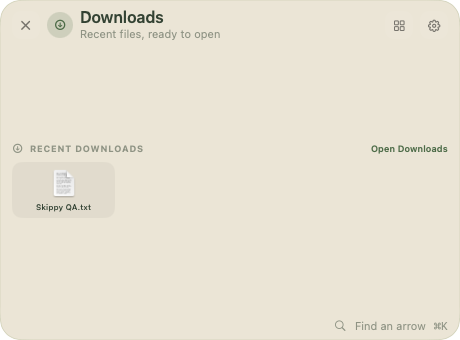 Downloads
Recent files, ready to open
RECENT DOWNLOADS
Open Downloads
Skippy QA.txt
Find an arrow ⌘K